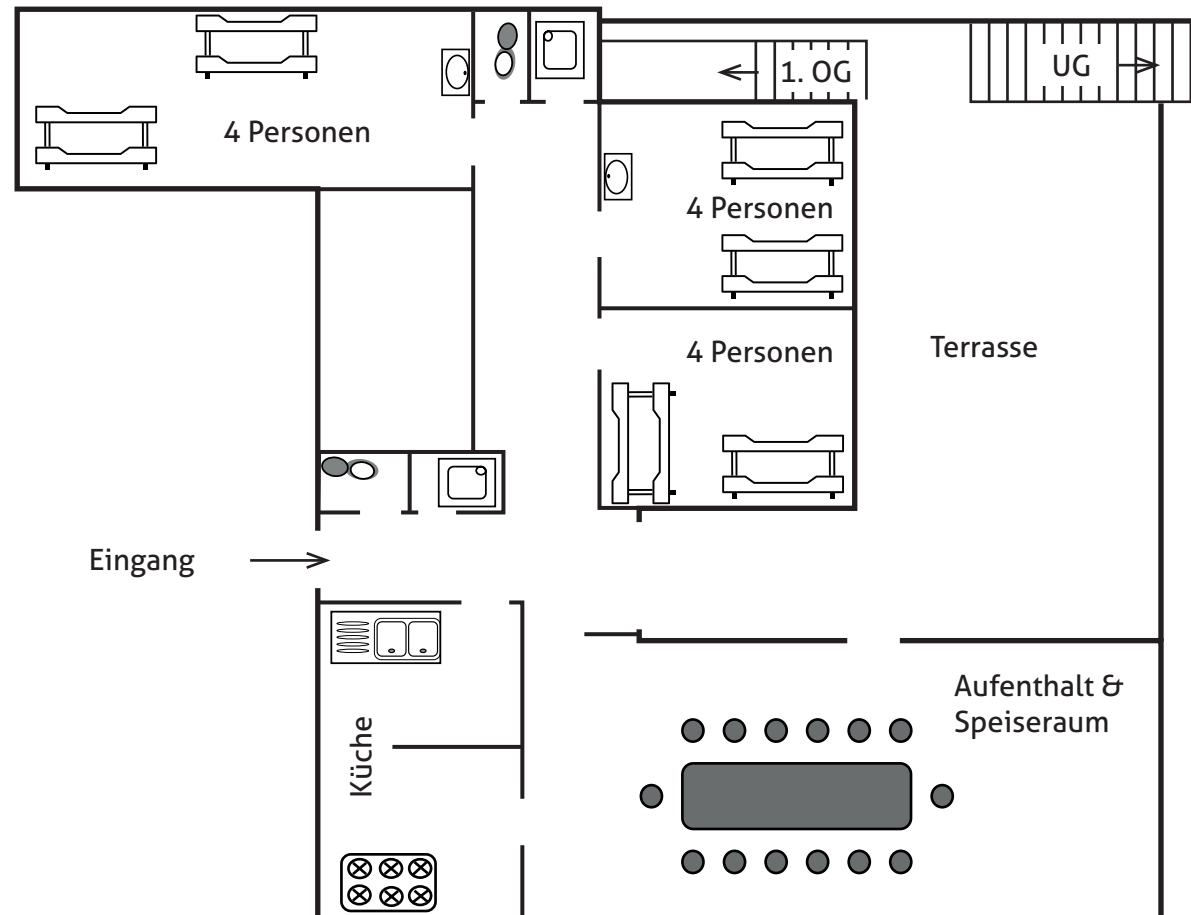 1. OG
UG
4 Personen
4 Personen
4 Personen
Terrasse
Eingang
Aufenthalt &
Speiseraum
Küche